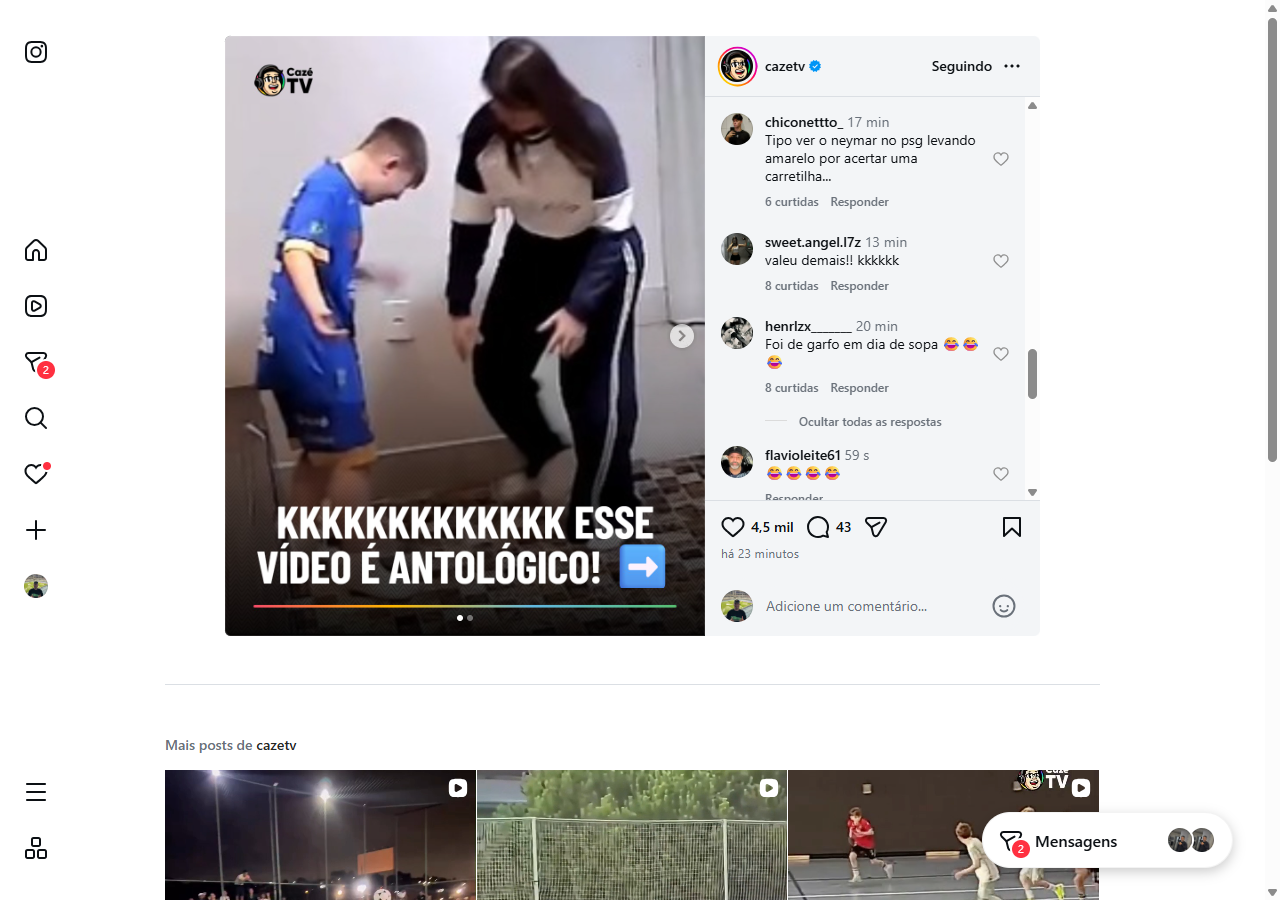 Cazé
TV
KKKKKKKKKKKKK ESSE
VÍDEO É ANTOLÓGICO! ➡️
cazetv
Seguindo
chiconettto_ 17 min
Tipo ver o neymar no psg levando
amarelo por acertar uma
carretilha...
6 curtidas Responder
sweet.angel.l7z 13 min
valeu demais!! kkkkkk
8 curtidas Responder
henrlzx_______ 20 min
Foi de garfo em dia de sopa 😂😂
😂
8 curtidas Responder
Ocultar todas as respostas
flavioleite61 59 s
😂😂😂😂
Responder
4,5 mil 43
há 23 minutos
Adicione um comentário...
2
Mais posts de cazetv
Cazé
TV
2
Mensagens